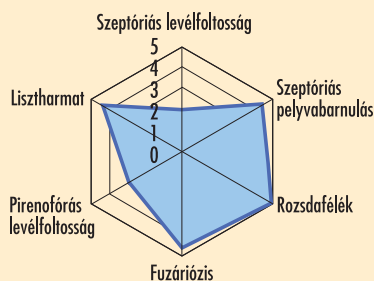 Szeptóriás levélfoltosság
5
4
3
2
1
0
Szeptóriás
pelyvabarnulás
Lisztharmat
Pirenofórás
levélfoltosság
Rozsdafélék
Fuzáriózis